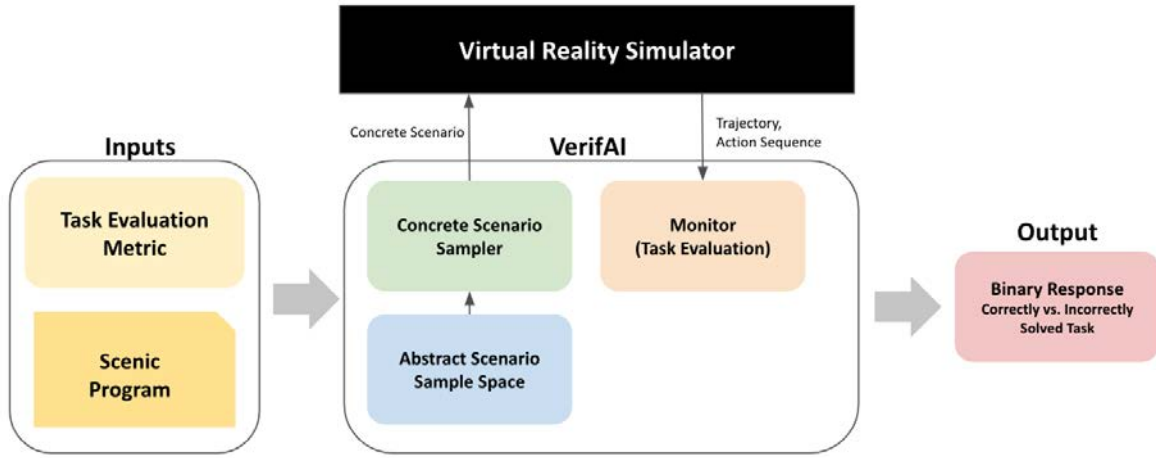 Virtual Reality Simulator
Concrete Scenario
Trajectory,
Action Sequence
Inputs
Task Evaluation
Metric
Scenic
Program
VerifAI
Concrete Scenario
Sampler
Monitor
(Task Evaluation)
Abstract Scenario
Sample Space
Output
Binary Response
Correctly vs. Incorrectly
Solved Task